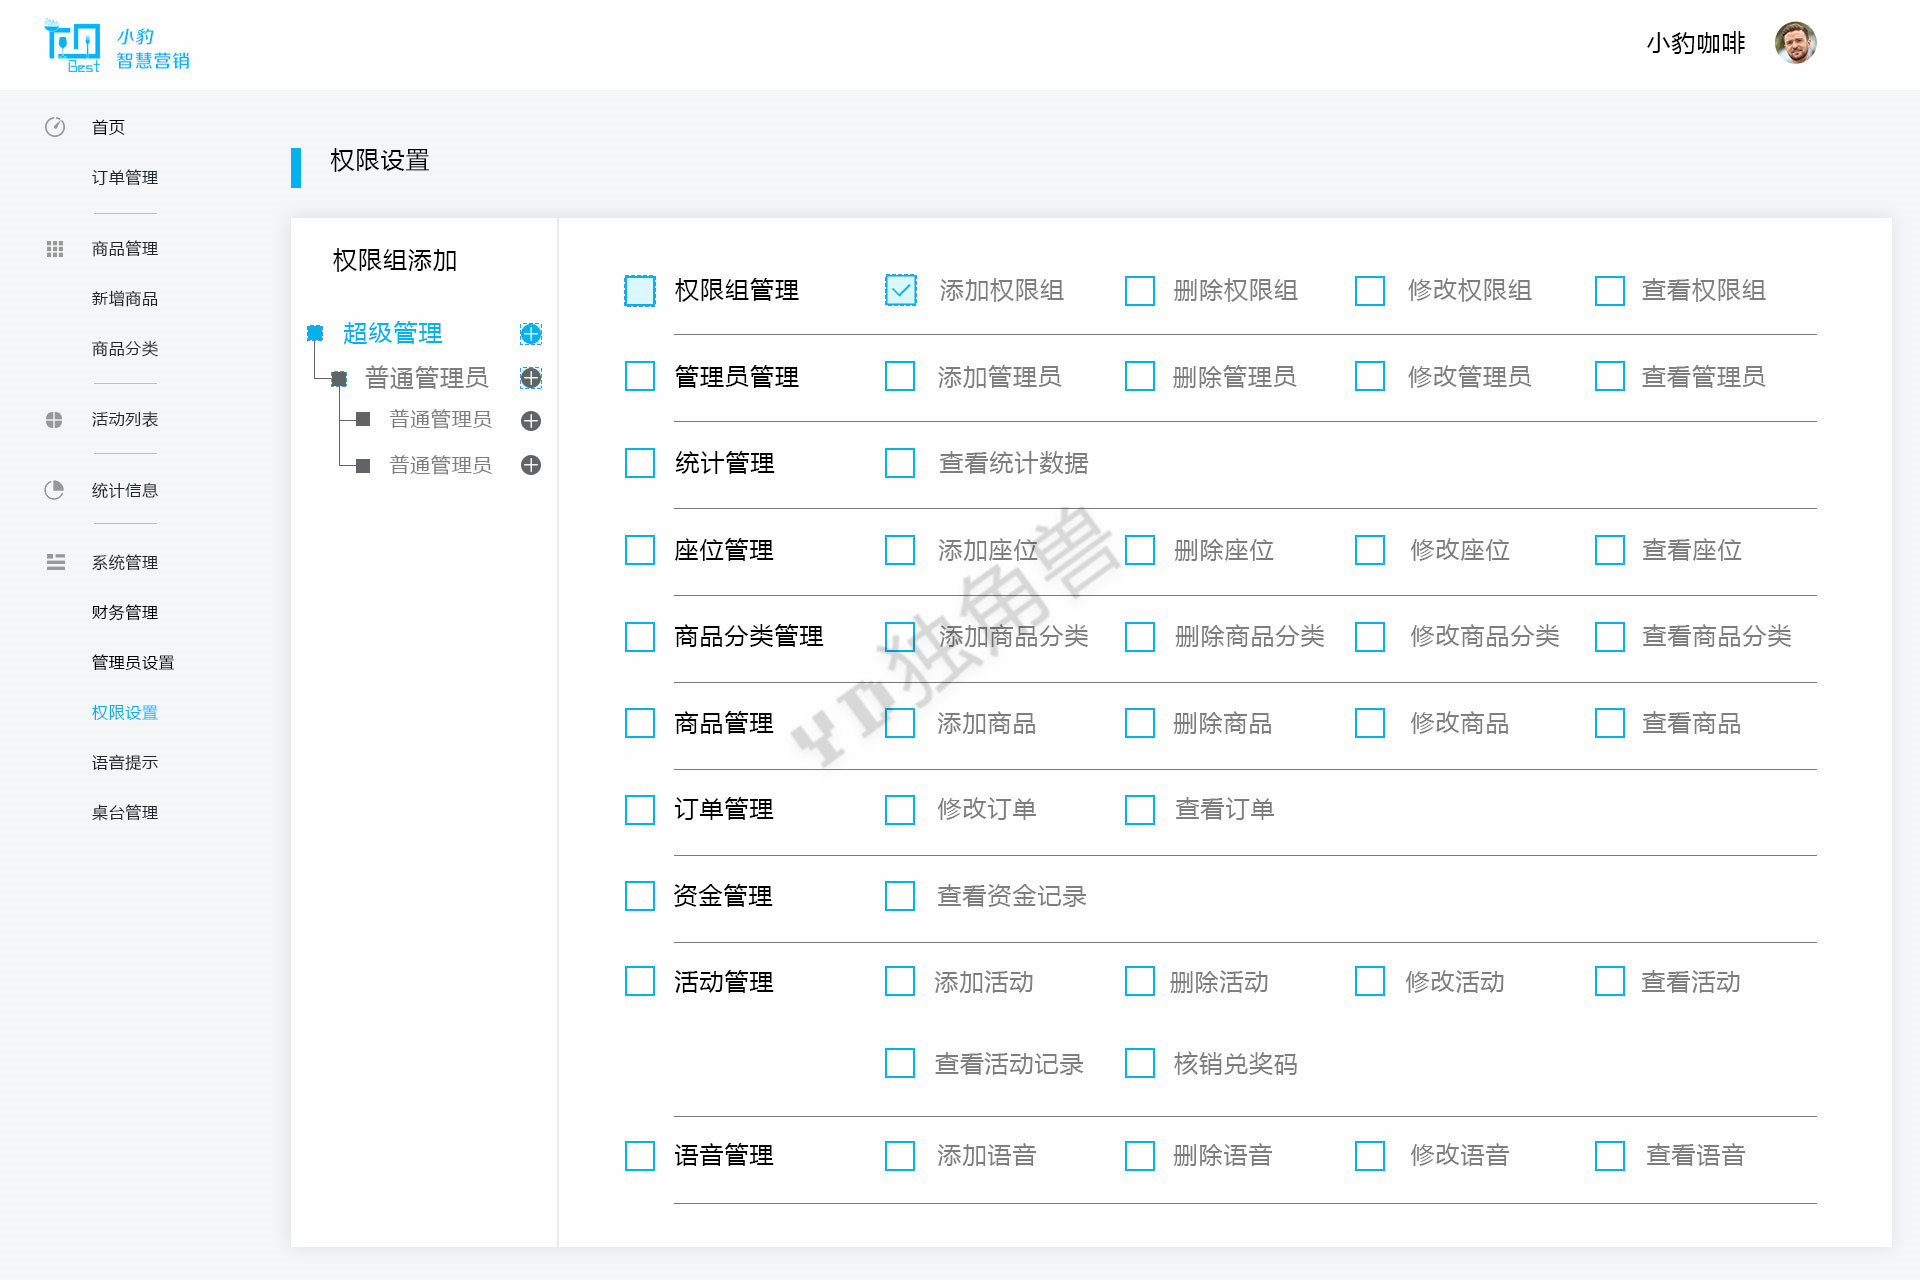 小豹
智慧营销
Best
小豹咖啡
首页
订单管理
商品管理
新增商品
商品分类
活动列表
统计信息
系统管理
财务管理
管理员设置
权限设置
语音提示
桌台管理
权限设置
权限组添加
超级管理
普通管理员
普通管理员
普通管理员
权限组管理 添加权限组 删除权限组 修改权限组 查看权限组
管理员管理 添加管理员 删除管理员 修改管理员 查看管理员
统计管理 查看统计数据
座位管理 添加座位 删除座位 修改座位 查看座位
商品分类管理 添加商品分类 删除商品分类 修改商品分类 查看商品分类
商品管理 添加商品 删除商品 修改商品 查看商品
订单管理 修改订单 查看订单
资金管理 查看资金记录
活动管理 添加活动 删除活动 修改活动 查看活动
查看活动记录 核销兑奖码
语音管理 添加语音 删除语音 修改语音 查看语音
YD独角兽